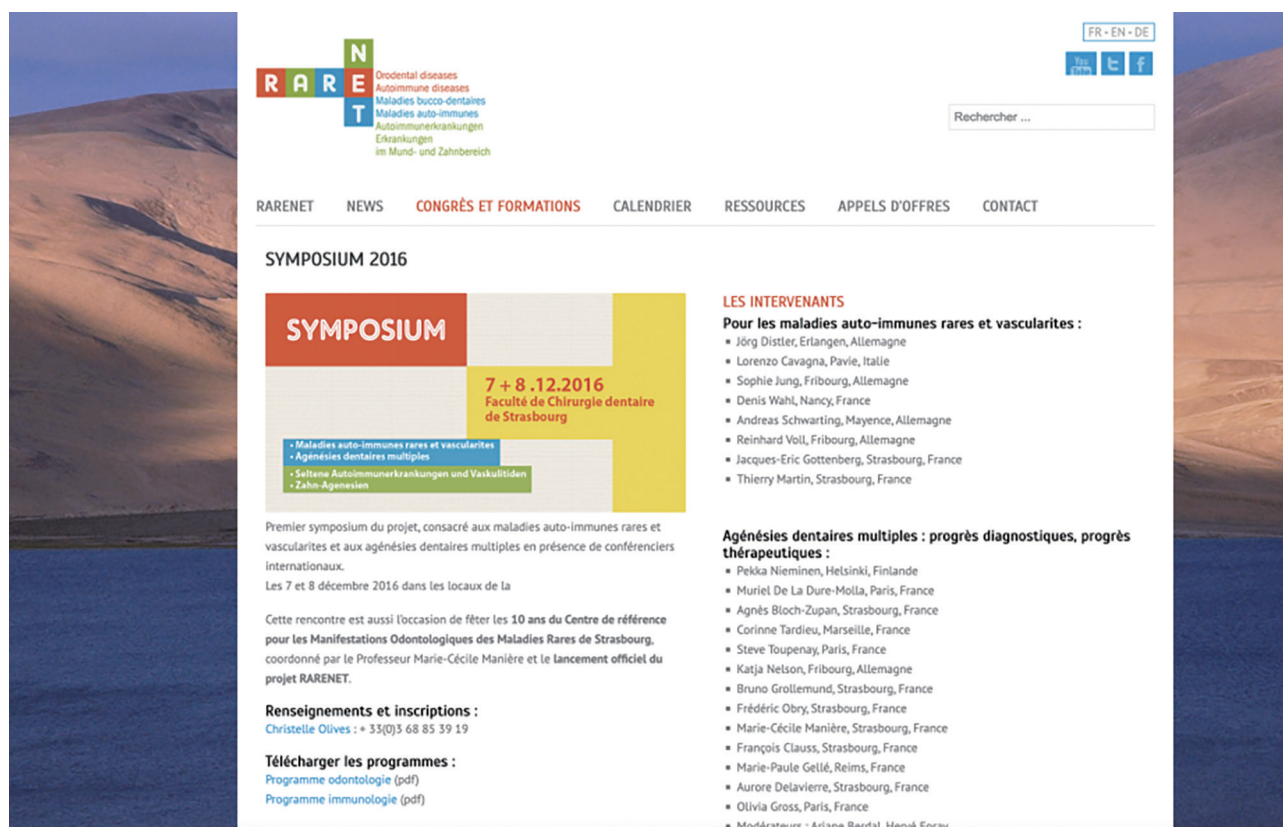 FR - EN - DE
You
N
RARE
T
Orodental diseases
Autoimmune diseases
Maladies bucco-dentaires
Maladies auto-immunes
Autoimmunerkrankungen
Erkrankungen
im Mund- und Zahnbereich
Rechercher ...
RARENET NEWS CONGRÈS ET FORMATIONS CALENDRIER RESSOURCES APPELS D'OFFRES CONTACT
SYMPOSIUM 2016
SYMPOSIUM
7 + 8 .12.2016
Faculté de Chirurgie dentaire
de Strasbourg
• Maladies auto-immunes rares et vascularites
• Agénésies dentaires multiples
• Seltene Autoimmunerkrankungen und Vaskulitiden
• Zahn-Agenesien
Premier symposium du projet, consacré aux maladies auto-immunes rares et
vascularites et aux agénésies dentaires multiples en présence de conférenciers
internationaux.
Les 7 et 8 décembre 2016 dans les locaux de la
Cette rencontre est aussi l'occasion de fêter les 10 ans du Centre de référence
pour les Manifestations Odontologiques des Maladies Rares de Strasbourg,
coordonné par le Professeur Marie-Cécile Manière et le lancement officiel du
projet RARENET.
Renseignements et inscriptions :
Christelle Olives : + 33(0)3 68 85 39 19
Télécharger les programmes :
Programme odontologie (pdf)
Programme immunologie (pdf)
LES INTERVENANTS
Pour les maladies auto-immunes rares et vascularites :
▪ Jörg Distler, Erlangen, Allemagne
▪ Lorenzo Cavagna, Pavie, Italie
▪ Sophie Jung, Fribourg, Allemagne
▪ Denis Wahl, Nancy, France
▪ Andreas Schwarting, Mayence, Allemagne
▪ Reinhard Voll, Fribourg, Allemagne
▪ Jacques-Eric Gottenberg, Strasbourg, France
▪ Thierry Martin, Strasbourg, France
Agénésies dentaires multiples : progrès diagnostiques, progrès
thérapeutiques :
▪ Pekka Nieminen, Helsinki, Finlande
▪ Muriel De La Dure-Molla, Paris, France
▪ Agnès Bloch-Zupan, Strasbourg, France
▪ Corinne Tardieu, Marseille, France
▪ Steve Toupenay, Paris, France
▪ Katja Nelson, Fribourg, Allemagne
▪ Bruno Grollemund, Strasbourg, France
▪ Frédéric Obry, Strasbourg, France
▪ Marie-Cécile Manière, Strasbourg, France
▪ François Clauss, Strasbourg, France
▪ Marie-Paule Gellé, Reims, France
▪ Aurore Delavierre, Strasbourg, France
▪ Olivia Gross, Paris, France
▪ Modérateurs : Ariane Berdal, Hervé Foray